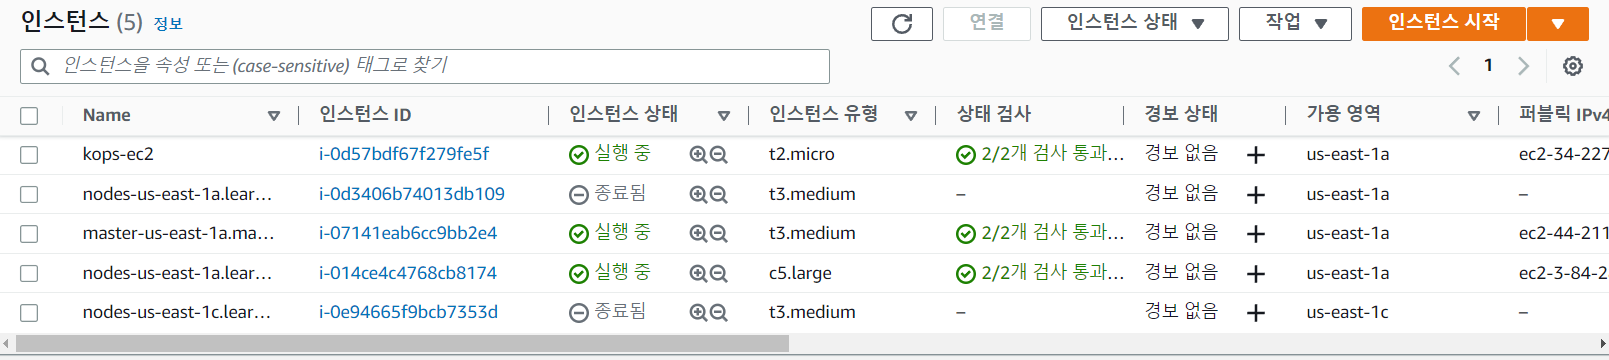 인스턴스 (5) 정보 연결 인스턴스 상태 작업 인스턴스 시작
인스턴스을 속성 또는 (case-sensitive) 태그로 찾기 1
Name 인스턴스 ID 인스턴스 상태 인스턴스 유형 상태 검사 경보 상태 가용 영역 퍼블릭 IPv4
kops-ec2 i-0d57bdf67f279fe5f 실행 중 t2.micro 2/2개 검사 통과… 경보 없음 us-east-1a ec2-34-227
nodes-us-east-1a.lear… i-0d3406b74013db109 종료됨 t3.medium – 경보 없음 us-east-1a –
master-us-east-1a.ma… i-07141eab6cc9bb2e4 실행 중 t3.medium 2/2개 검사 통과… 경보 없음 us-east-1a ec2-44-211
nodes-us-east-1a.lear… i-014ce4c4768cb8174 실행 중 c5.large 2/2개 검사 통과… 경보 없음 us-east-1a ec2-3-84-2
nodes-us-east-1c.lear… i-0e94665f9bcb7353d 종료됨 t3.medium – 경보 없음 us-east-1c –